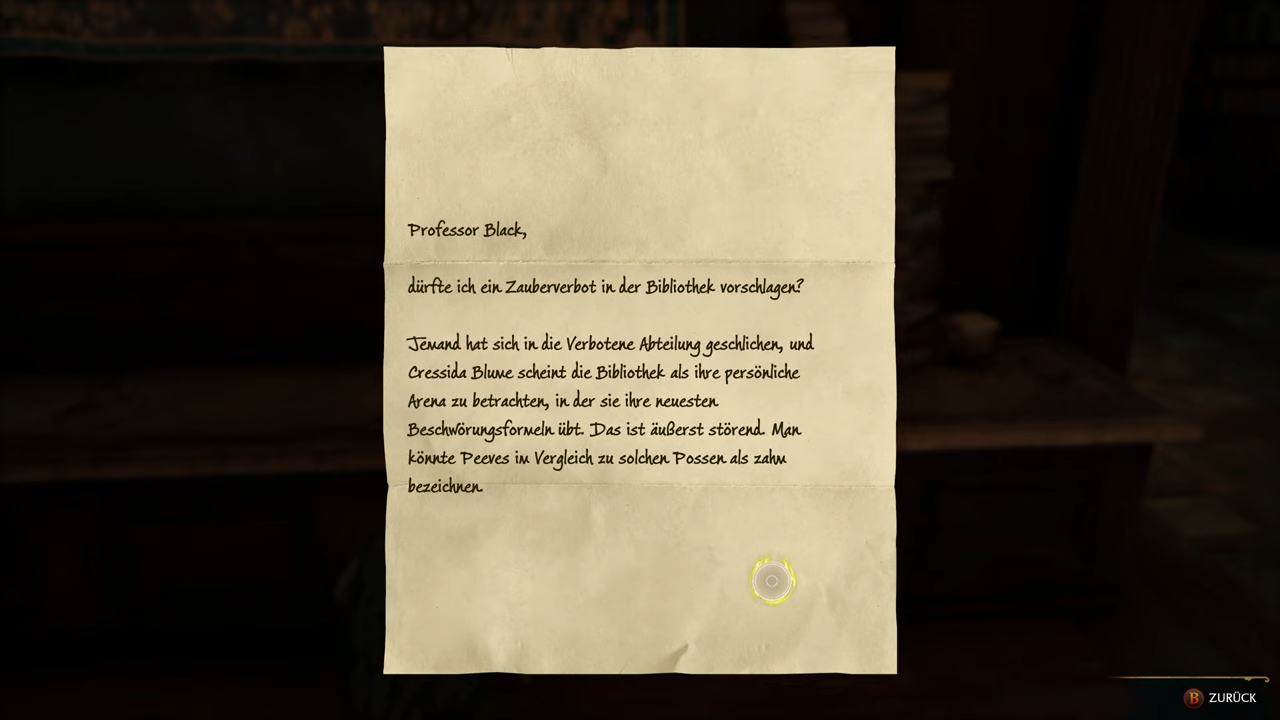 Professor Black,
dürfte ich ein Zauberverbot in der Bibliothek vorschlagen?
Jemand hat sich in die Verbotene Abteilung geschlichen, und
Cressida Blume scheint die Bibliothek als ihre persönliche
Arena zu betrachten, in der sie ihre neuesten
Beschwörungsformeln übt. Das ist äußerst störend. Man
könnte Peeves im Vergleich zu solchen Possen als zahm
bezeichnen.
B ZURÜCK